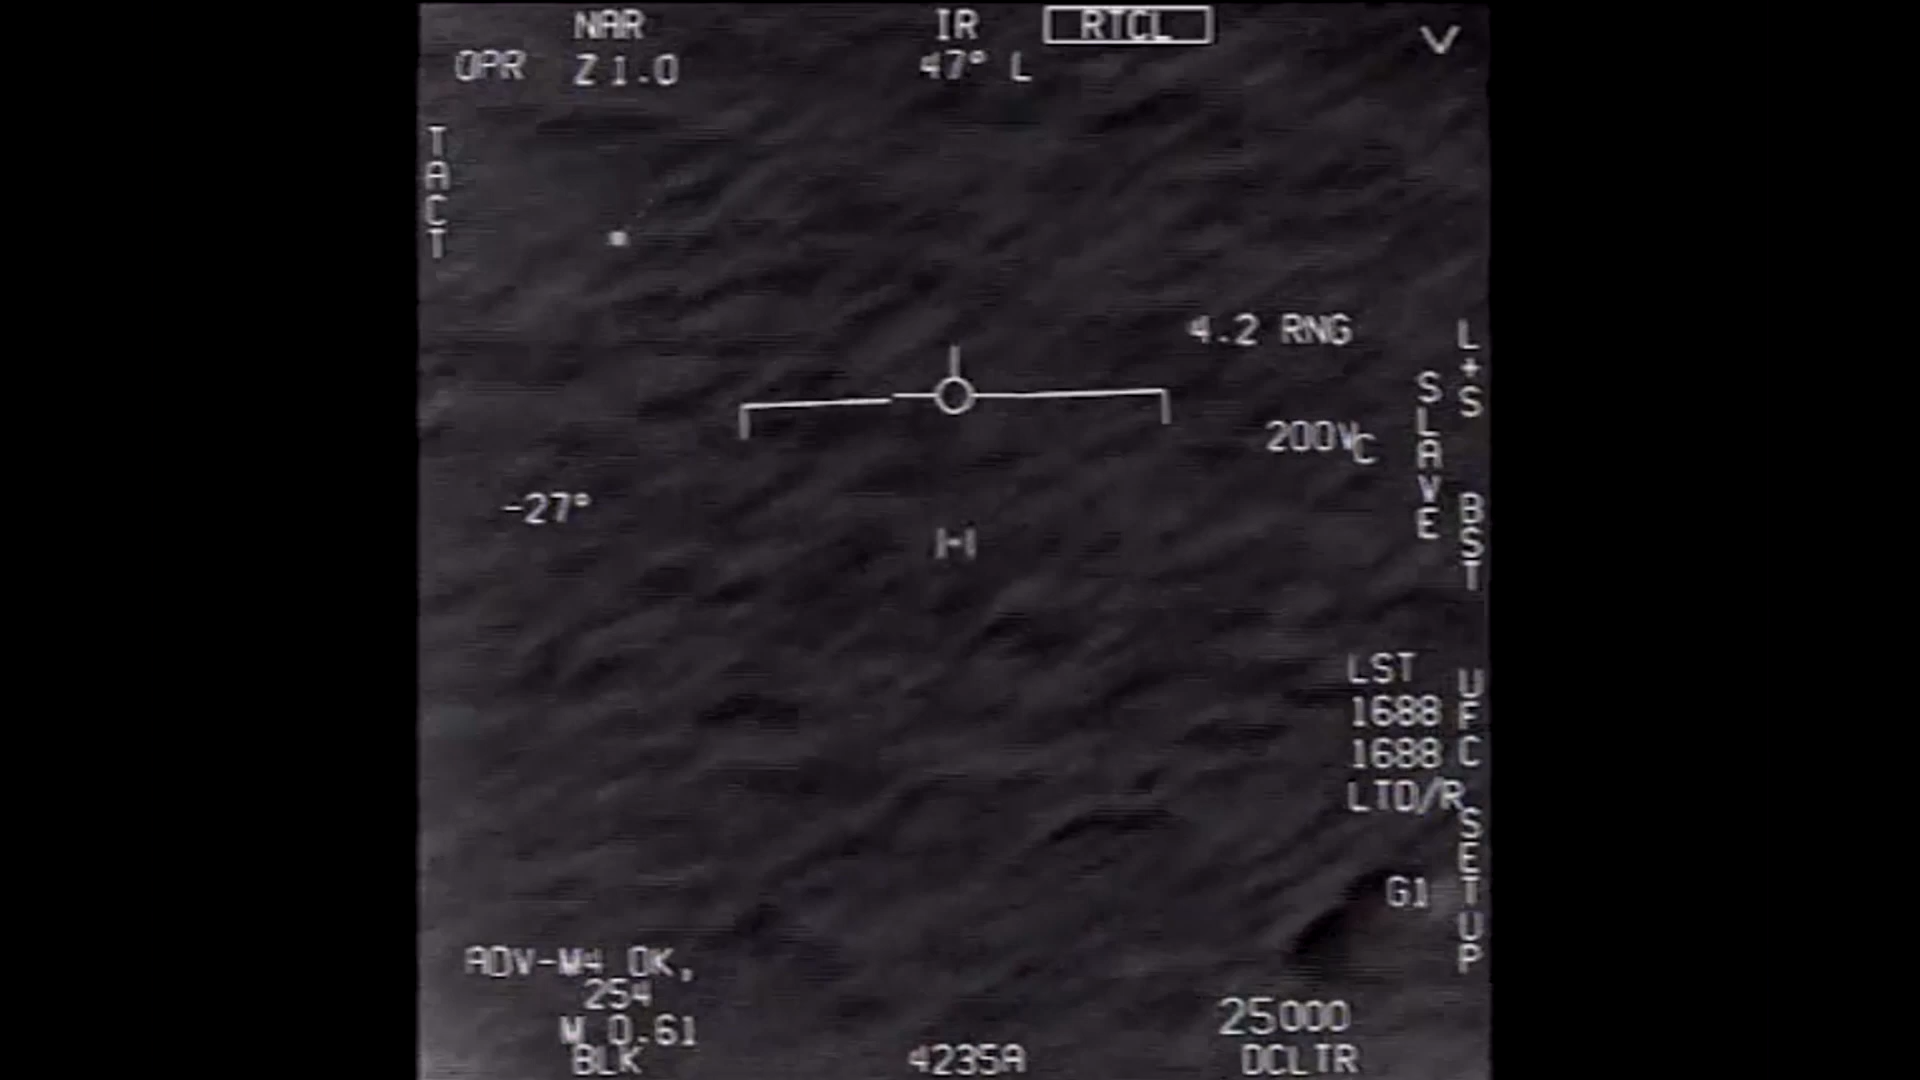 NAR IR RTCL
OPR Z 1.0 47° L
TACT
4.2 RNG
L+S
SLAVE
200Vc
-27°
BST
LST
1688
1688
LTD/R
UFC
SETUP
G1
ADV-M4 OK,
254
M 0.61
25000
BLK 4235A DCLTR